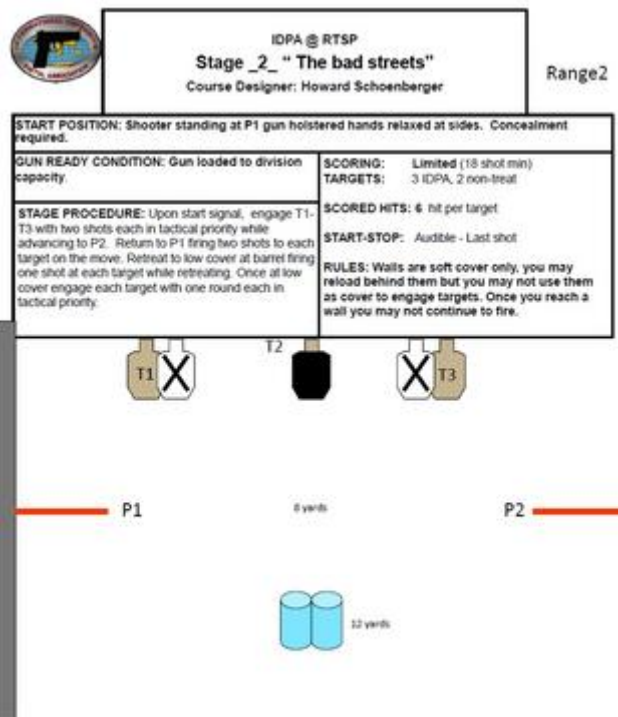 IDPA @ RTSP
Stage _2_ “ The bad streets”
Course Designer: Howard Schoenberger
Range2
START POSITION: Shooter standing at P1 gun holstered hands relaxed at sides. Concealment
required.
GUN READY CONDITION: Gun loaded to division
capacity.
STAGE PROCEDURE: Upon start signal, engage T1-
T3 with two shots each in tactical priority while
advancing to P2. Return to P1 firing two shots to each
target on the move. Retreat to low cover at barrel firing
one shot at each target while retreating. Once at low
cover engage each target with one round each in
tactical priority.
SCORING: Limited (18 shot min)
TARGETS: 3 IDPA, 2 non-treat
SCORED HITS: 6 hit per target
START-STOP: Audible - Last shot
RULES: Walls are soft cover only, you may
reload behind them but you may not use them
as cover to engage targets. Once you reach a
wall you may not continue to fire.
T2
T1 X X T3
P1 8 yards P2
12 yards